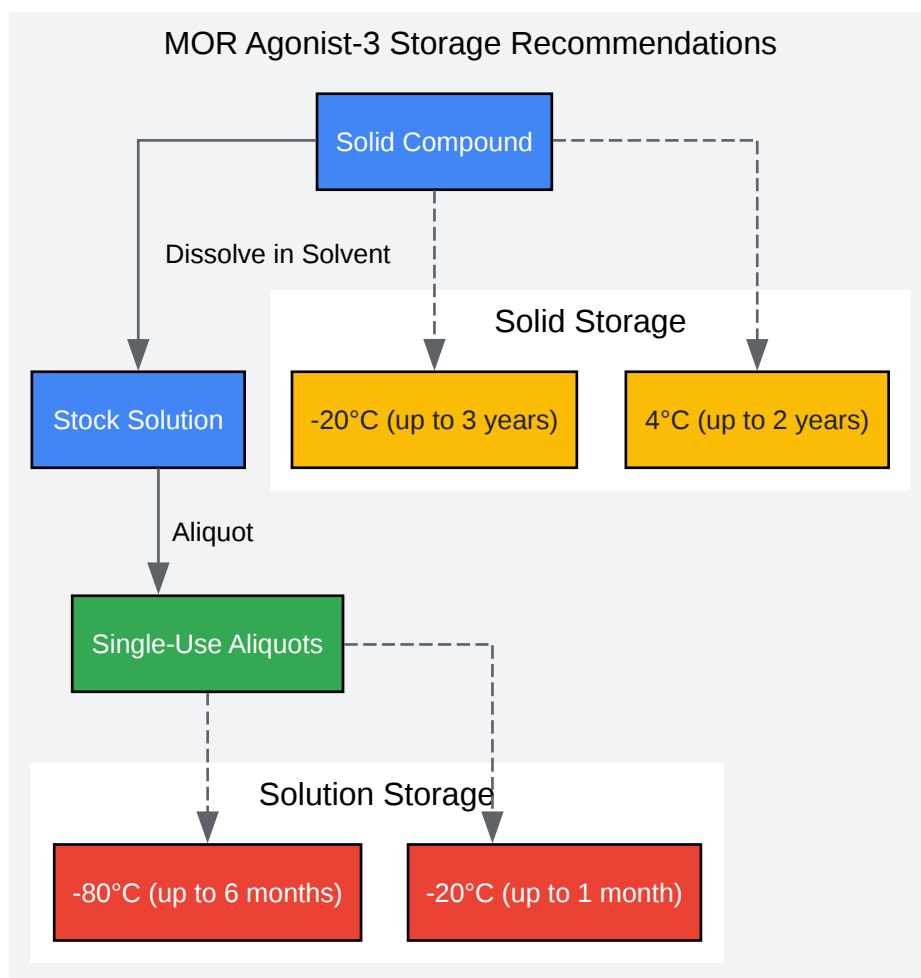 MOR Agonist-3 Storage Recommendations
Solid Compound
Dissolve in Solvent
Solid Storage
Stock Solution
-20°C (up to 3 years)
4°C (up to 2 years)
Aliquot
Single-Use Aliquots
Solution Storage
-80°C (up to 6 months)
-20°C (up to 1 month)